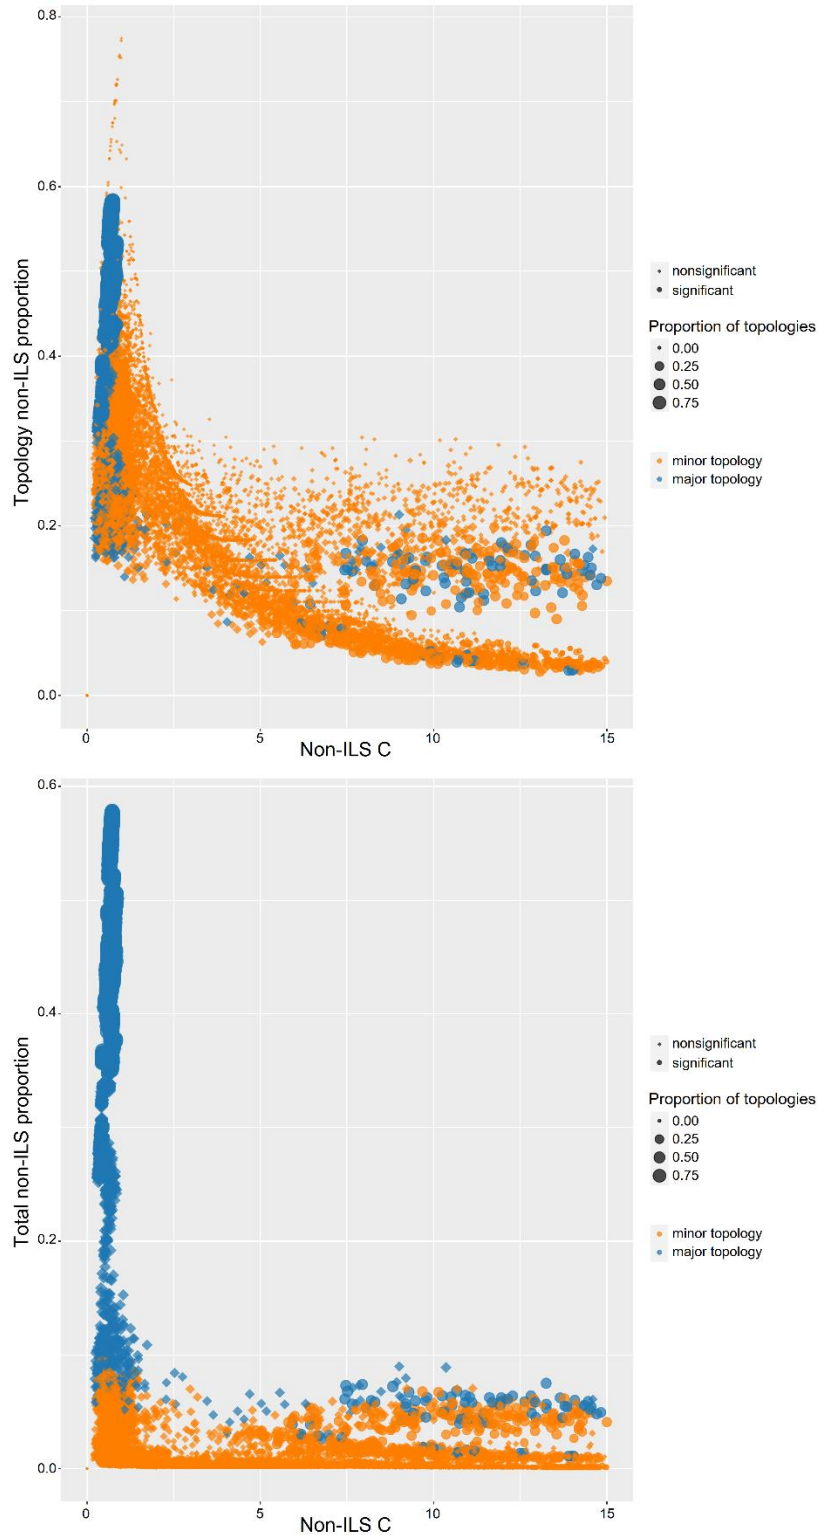 0.8
0.6
0.4
0.2
0.0
Topology non-ILS proportion
0
5
10
15
Non-ILS C
nonsignificant
significant
Proportion of topologies
0.00
0.25
0.50
0.75
minor topology
major topology
0.6
0.4
0.2
0.0
Total non-ILS proportion
0
5
10
15
Non-ILS C
nonsignificant
significant
Proportion of topologies
0.00
0.25
0.50
0.75
minor topology
major topology